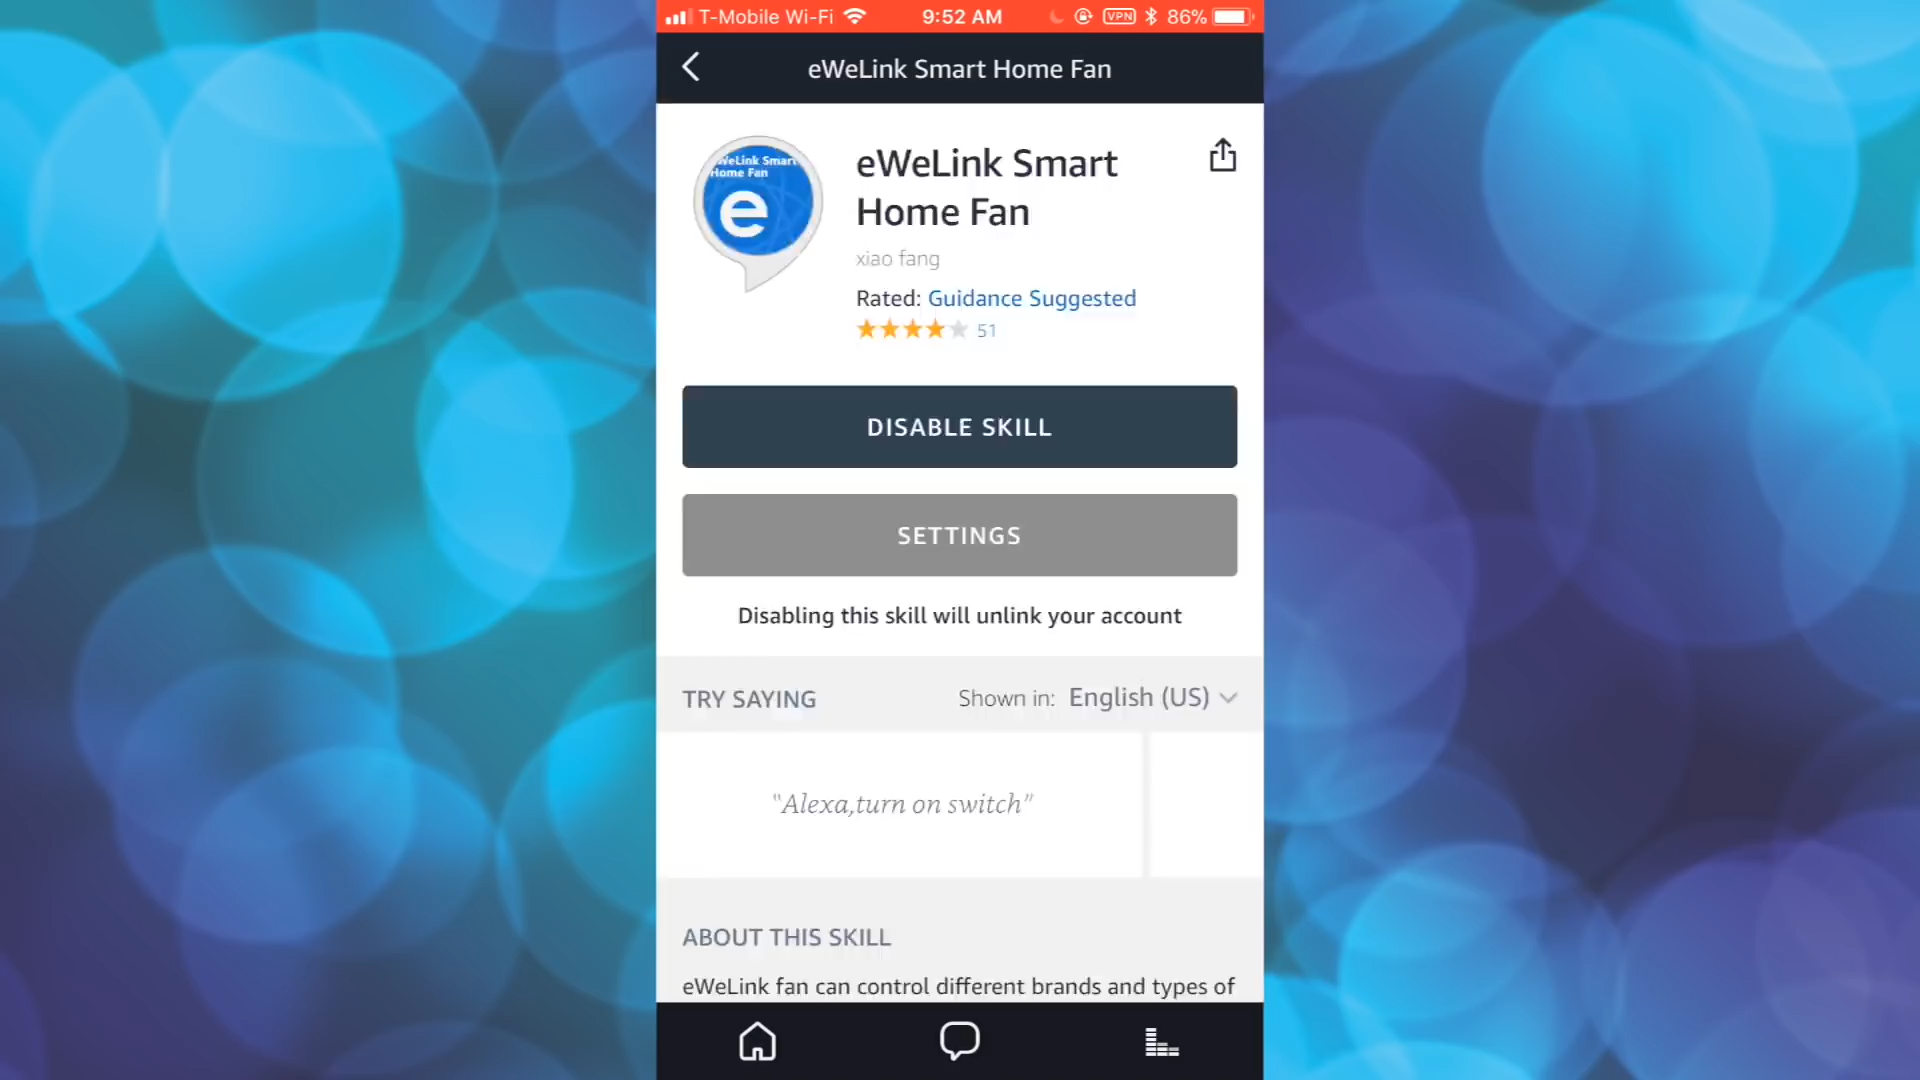 T-Mobile Wi-Fi 9:52 AM VPN 86%
eWeLink Smart Home Fan
WeLink Smart
Home Fan
e
eWeLink Smart
Home Fan
xiao fang
Rated: Guidance Suggested
51
DISABLE SKILL
SETTINGS
Disabling this skill will unlink your account
TRY SAYING Shown in: English (US)
"Alexa,turn on switch"
ABOUT THIS SKILL
eWeLink fan can control different brands and types of